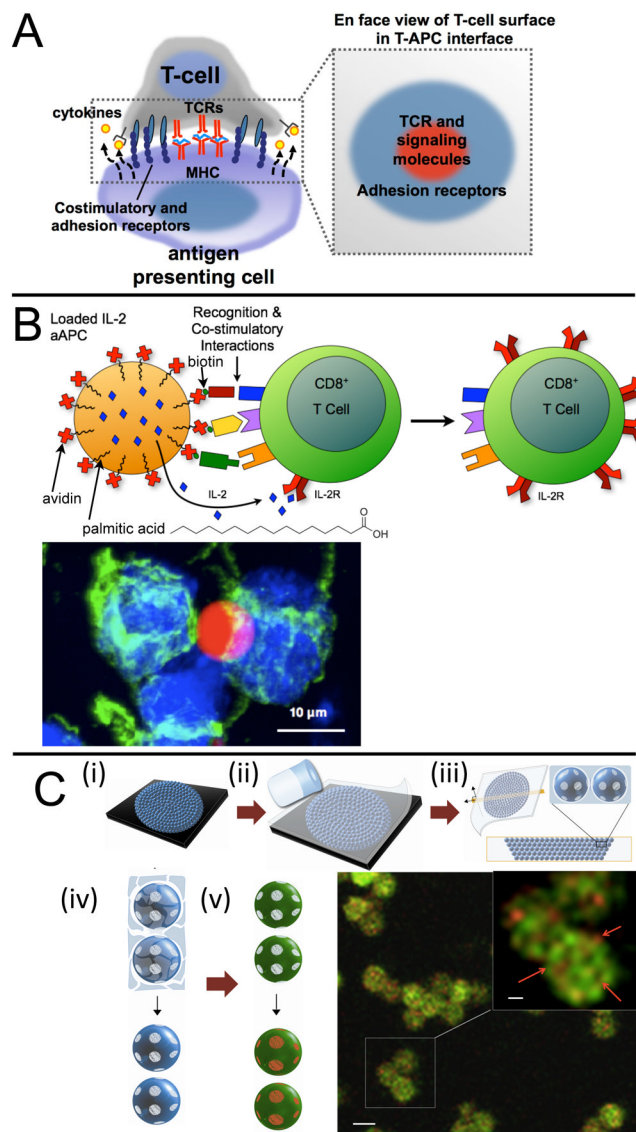 A
En face view of T-cell surface
in T-APC interface
T-cell
cytokines
TCRs
MHC
Costimulatory and
adhesion receptors
antigen
presenting cell
TCR and
signaling
molecules
Adhesion receptors
B
Loaded IL-2
aAPC
Recognition &
Co-stimulatory
Interactions
biotin
CD8+
T Cell
CD8+
T Cell
avidin
IL-2
IL-2R
IL-2R
palmitic acid
O
OH
10 µm
C
(i)
(ii)
(iii)
(iv)
(v)